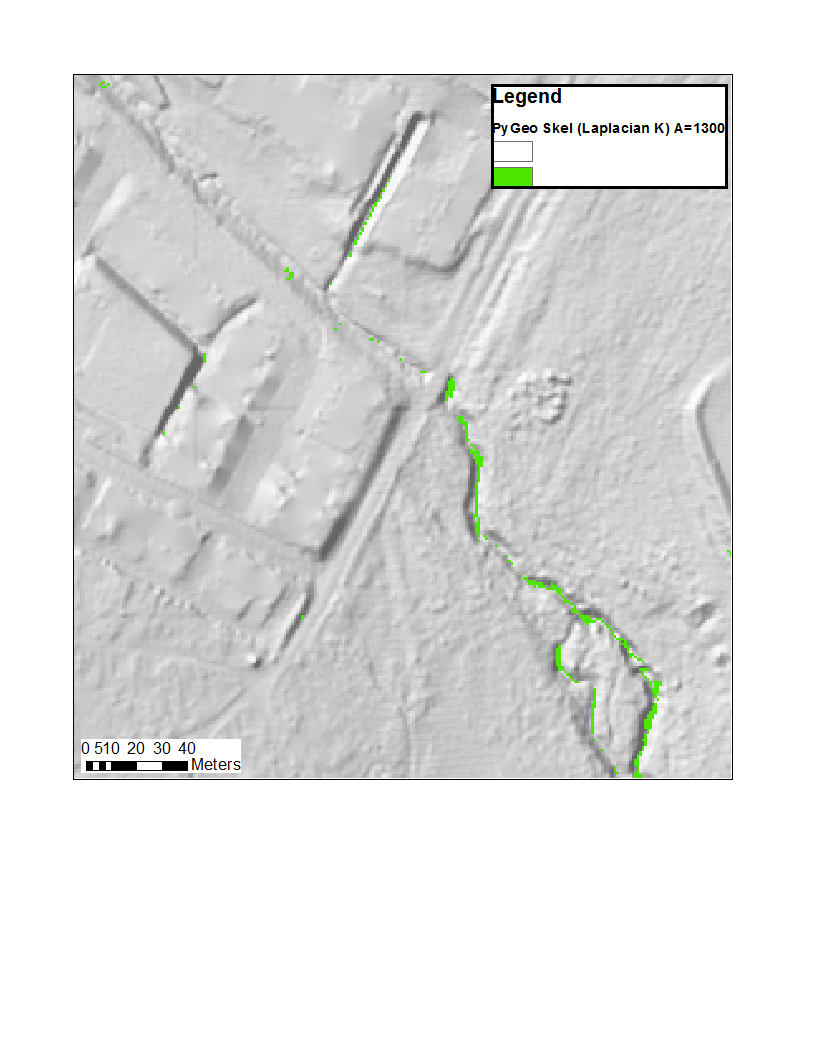 Legend
PyGeo Skel (Laplacian K) A=1300
0 510 20 30 40
Meters